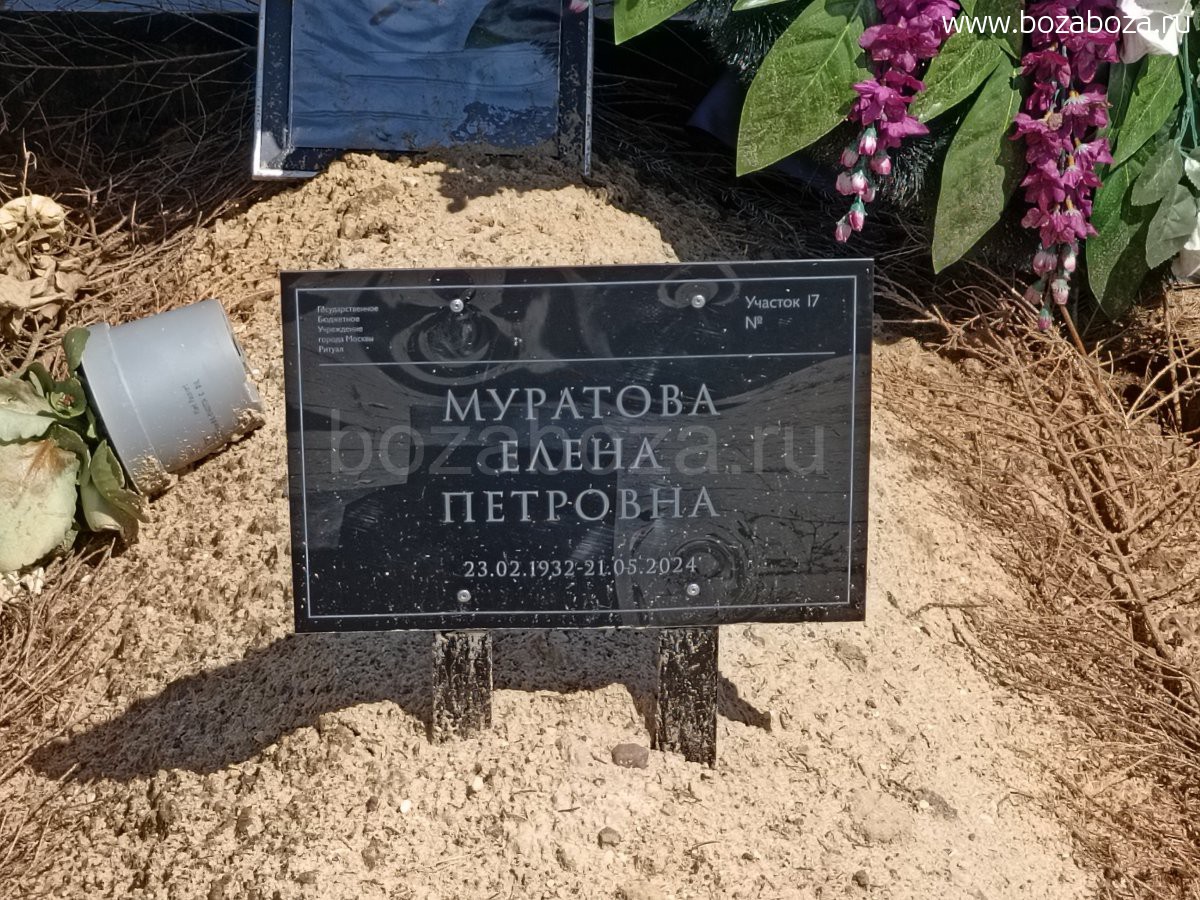 www.bozaboza.ru
Государственное
Бюджетное
Учреждение
города Москвы
Ритуал
Участок 17
№
МУРАТОВА
ЕЛЕНА
ПЕТРОВНА
bozaboza.ru
23.02.1932-21.05.2024